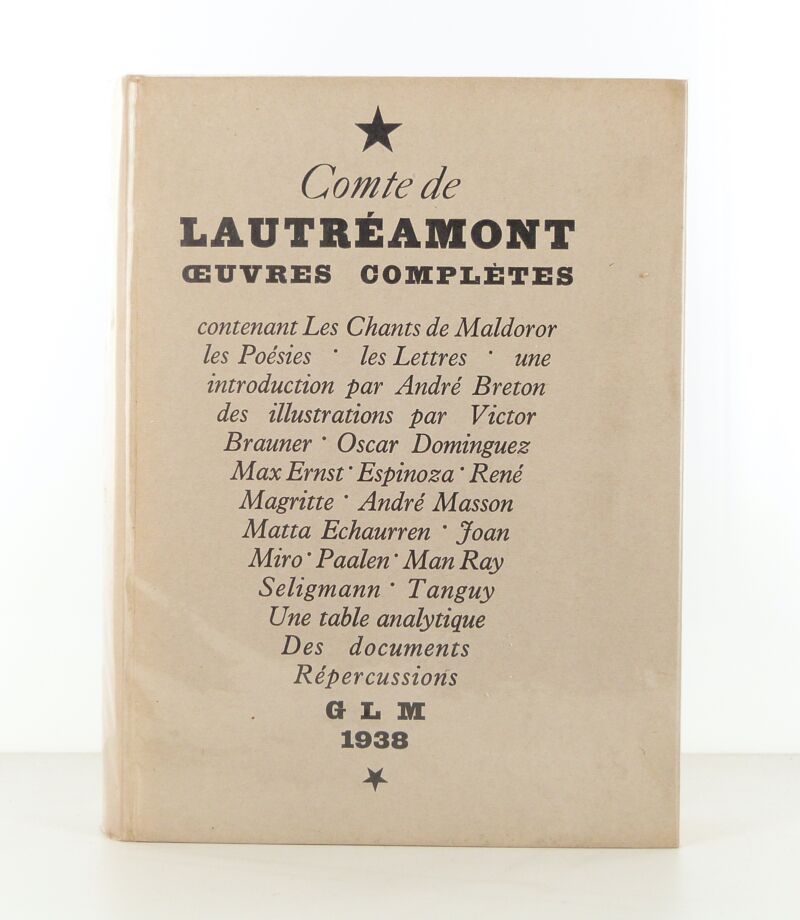 Comte de
LAUTRÉAMONT
ŒUVRES COMPLÈTES
contenant Les Chants de Maldoror
les Poésies · les Lettres · une
introduction par André Breton
des illustrations par Victor
Brauner · Oscar Dominguez
Max Ernst · Espinoza · René
Magritte · André Masson
Matta Echaurren · Joan
Miro · Paalen · Man Ray
Seligmann · Tanguy
Une table analytique
Des documents
Répercussions
G L M
1938